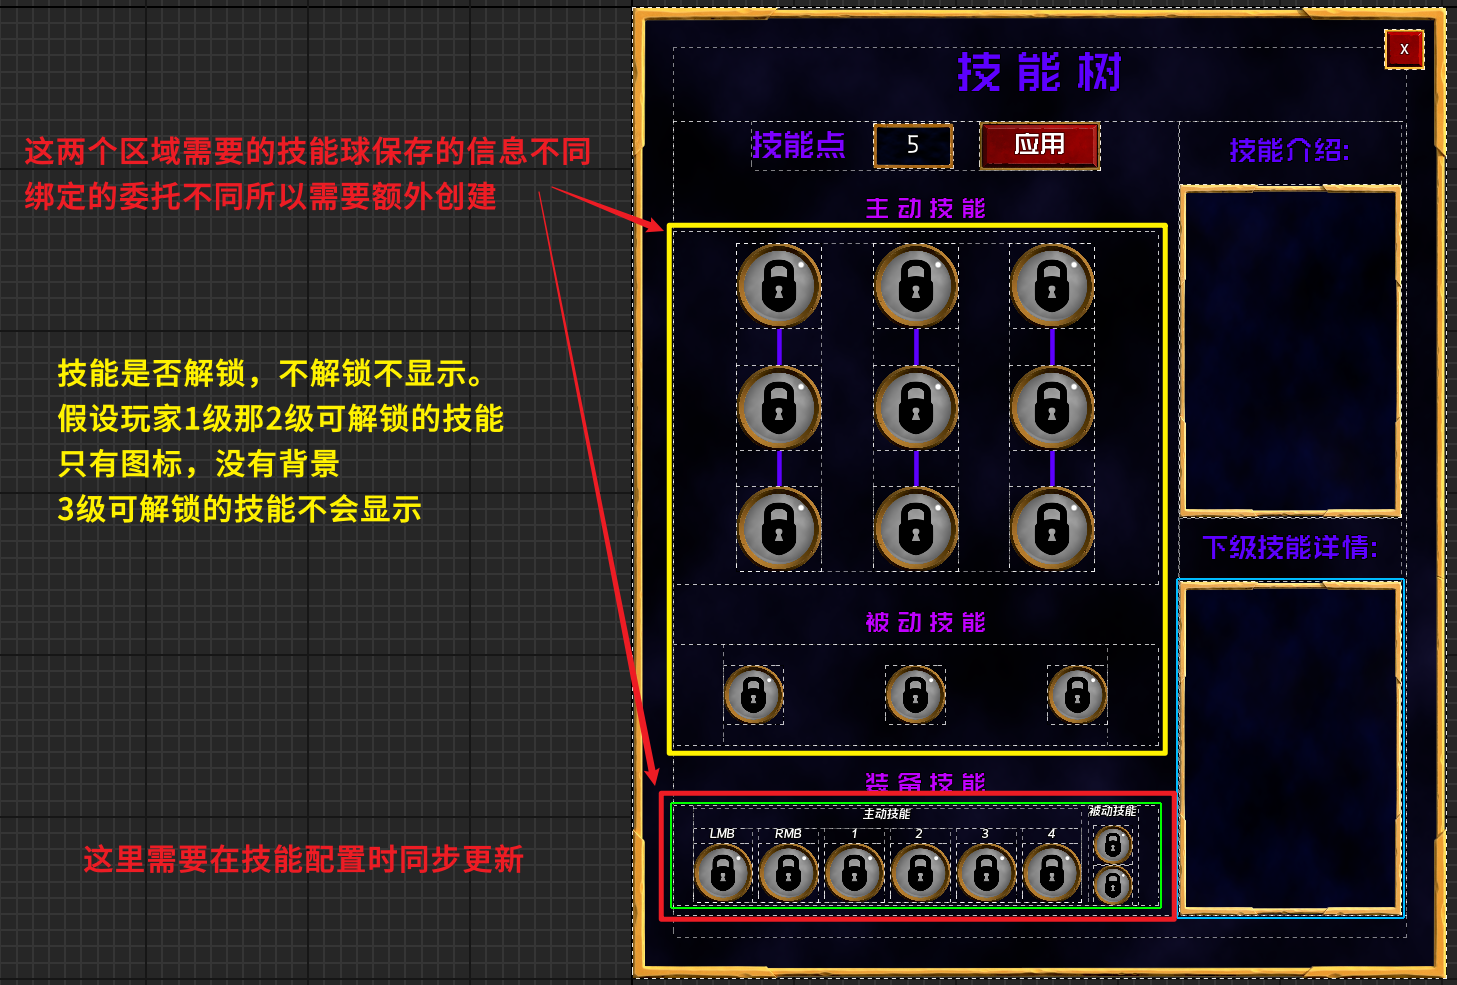 X
技能树
技能点
5
应用
技能介绍:
这两个区域需要的技能球保存的信息不同
绑定的委托不同所以需要额外创建
主动技能
技能是否解锁，不解锁不显示。
假设玩家1级那2级可解锁的技能
只有图标，没有背景
3级可解锁的技能不会显示
下级技能详情:
被动技能
装备技能
主动技能
被动技能
LMB
RMB
1
2
3
4
这里需要在技能配置时同步更新